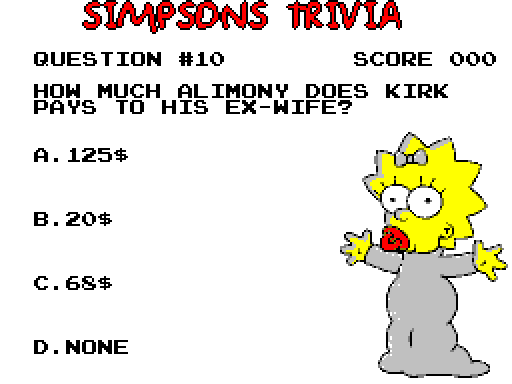 SIMPSONS TRIVIA
QUESTION #10 SCORE 000
HOW MUCH ALIMONY DOES KIRK
PAYS TO HIS EX-WIFE?
A.125$
B.20$
C.68$
D.NONE